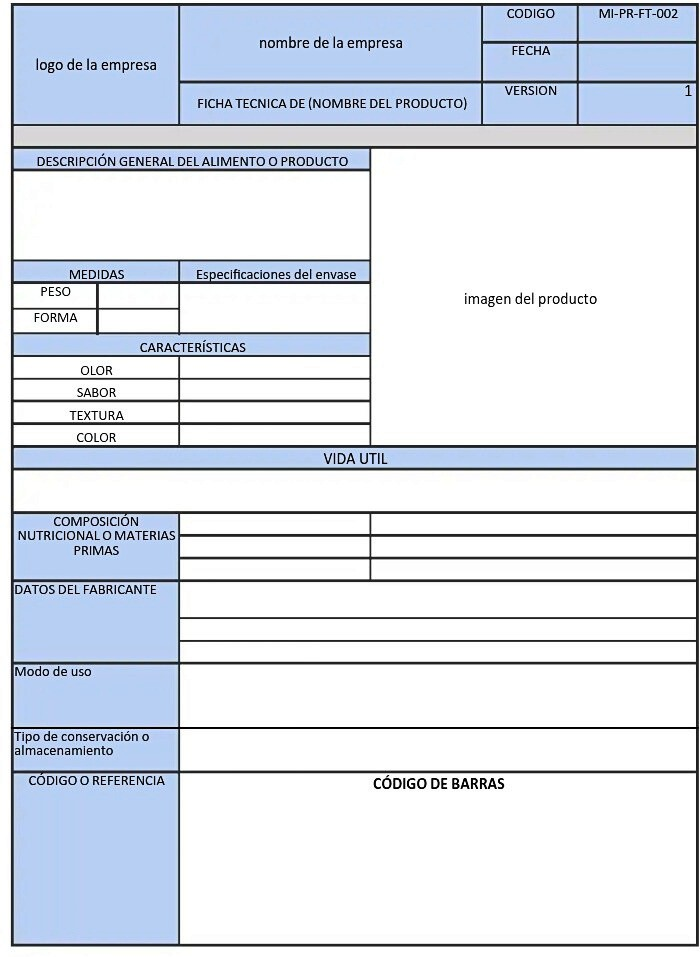 logo de la empresa
nombre de la empresa
CODIGO
MI-PR-FT-002
FECHA
FICHA TECNICA DE (NOMBRE DEL PRODUCTO)
VERSION
1
DESCRIPCIÓN GENERAL DEL ALIMENTO O PRODUCTO
imagen del producto
MEDIDAS
Especificaciones del envase
PESO
FORMA
CARACTERÍSTICAS
OLOR
SABOR
TEXTURA
COLOR
VIDA UTIL
COMPOSICIÓN
NUTRICIONAL O MATERIAS
PRIMAS
DATOS DEL FABRICANTE
Modo de uso
Tipo de conservación o
almacenamiento
CÓDIGO O REFERENCIA
CÓDIGO DE BARRAS